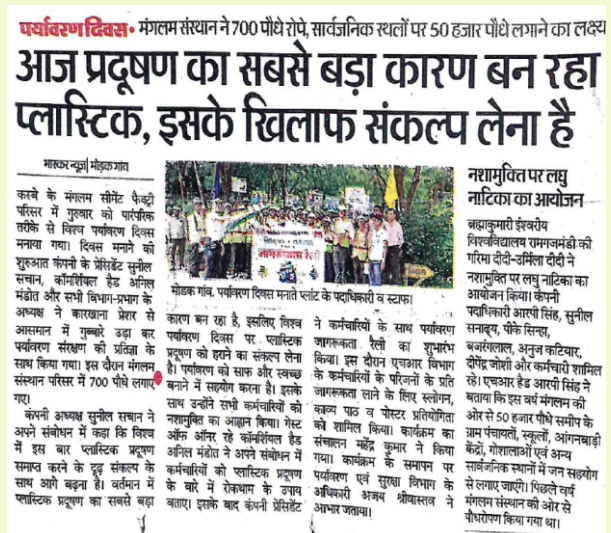 पर्यावरण दिवस• मंगलम संस्थान ने 700 पौधे रोपे, सार्वजनिक स्थलों पर 50 हजार पौधे लगाने का लक्ष्य
आज प्रदूषण का सबसे बड़ा कारण बन रहा
प्लास्टिक, इसके खिलाफ संकल्प लेना है
भास्कर न्यूज | मोड़क गांव
कस्बे के मंगलम सीमेंट फैक्ट्री
परिसर में गुरुवार को पारंपरिक
तरीके से विश्व पर्यावरण दिवस
मनाया गया। दिवस मनाने की
शुरुआत कंपनी के प्रेसिडेंट सुनील
सचान, कॉमर्शियल हैड अनिल
मंडोत और सभी विभाग-प्रभाग के
अध्यक्ष ने कारखाना प्रेशर से
आसमान में गुब्बारे उड़ा कर
पर्यावरण संरक्षण की प्रतिज्ञा के
साथ किया गया। इस दौरान मंगलम
संस्थान परिसर में 700 पौधे लगाए
गए।
कंपनी अध्यक्ष सुनील सचान ने
अपने संबोधन में कहा कि विश्व
में इस बार प्लास्टिक प्रदूषण
समाप्त करने के दृढ़ संकल्प के
साथ आगे बढ़ना है। वर्तमान में
प्लास्टिक प्रदूषण का सबसे बड़ा
मोडक गांव. पर्यावरण दिवस मनाते प्लांट के पदाधिकारी व स्टाफ।
कारण बन रहा है, इसलिए विश्व
पर्यावरण दिवस पर प्लास्टिक
प्रदूषण को हराने का संकल्प लेना
है। पर्यावरण को साफ और स्वच्छ
बनाने में सहयोग करना है। इसके
साथ उन्होंने सभी कर्मचारियों को
नशामुक्ति का आह्वान किया। गेस्ट
ऑफ ऑनर रहे कॉमर्शियल हैड
अनिल मंडोत ने अपने संबोधन में
कर्मचारियों को प्लास्टिक प्रदूषण
के बारे में रोकथाम के उपाय
बताए। इसके बाद कंपनी प्रेसिडेंट
ने कर्मचारियों के साथ पर्यावरण
जागरूकता रैली का शुभारंभ
किया। इस दौरान एचआर विभाग
के कर्मचारियों के परिजनों के प्रति
जागरूकता लाने के लिए स्लोगन,
काव्य पाठ व पोस्टर प्रतियोगिता
को शामिल किया। कार्यक्रम का
संचालन महेंद्र कुमार ने किया
गया। कार्यक्रम के समापन पर
पर्यावरण एवं सुरक्षा विभाग के
अधिकारी अजब श्रीवास्तव ने
आभार जताया।
नशामुक्ति पर लघु
नाटिका का आयोजन
ब्रह्माकुमारी ईश्वरीय
विश्वविद्यालय रामगजमंडी की
गरिमा दीदी-उर्मिला दीदी ने
नशामुक्ति पर लघु नाटिका का
आयोजन किया। कंपनी
पदाधिकारी आरपी सिंह, सुनील
सनाढ्य, पीके सिन्हा,
बजरंगलाल, अनुज कटियार,
दीपेंद्र जोशी और कर्मचारी शामिल
रहे। एचआर हैड आरपी सिंह ने
बताया कि इस वर्ष मंगलम की
ओर से 50 हजार पौधे समीप के
ग्राम पंचायतों, स्कूलों, आंगनबाड़ी
केंद्रों, गोशालाओं एवं अन्य
सार्वजनिक स्थानों में जन सहयोग
से लगाए जाएंगे। पिछले वर्ष
मंगलम संस्थान की ओर से
पौधरोपण किया गया था।